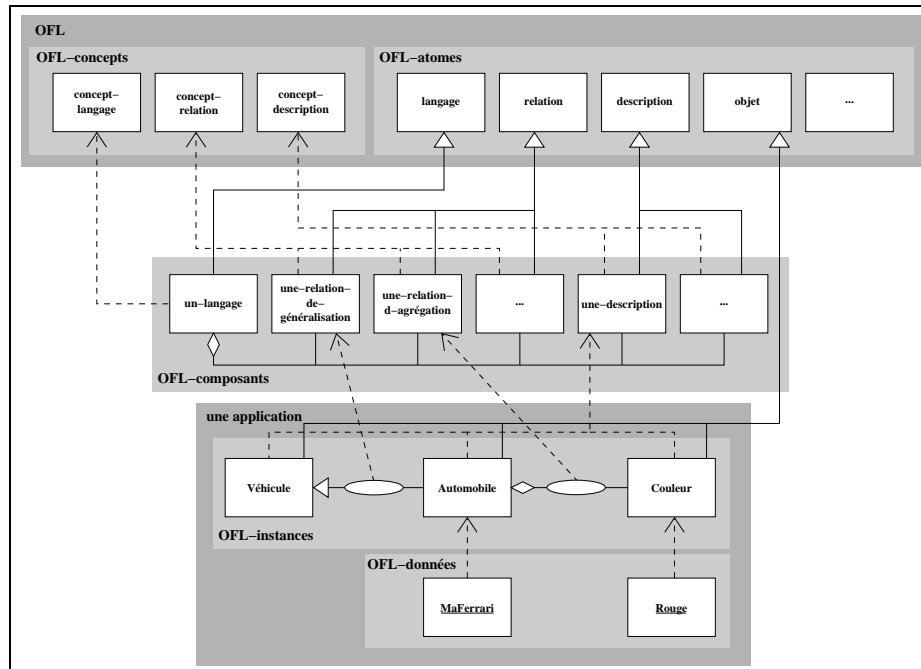 OFL
OFL–concepts
OFL–atomes
concept–
langage
concept–
relation
concept–
description
langage
relation
description
objet
...
un–langage
une–relation–
de–
généralisation
une–relation–
d–agrégation
...
une–description
...
OFL–composants
une application
Véhicule
Automobile
Couleur
OFL–instances
OFL–données
MaFerrari
Rouge